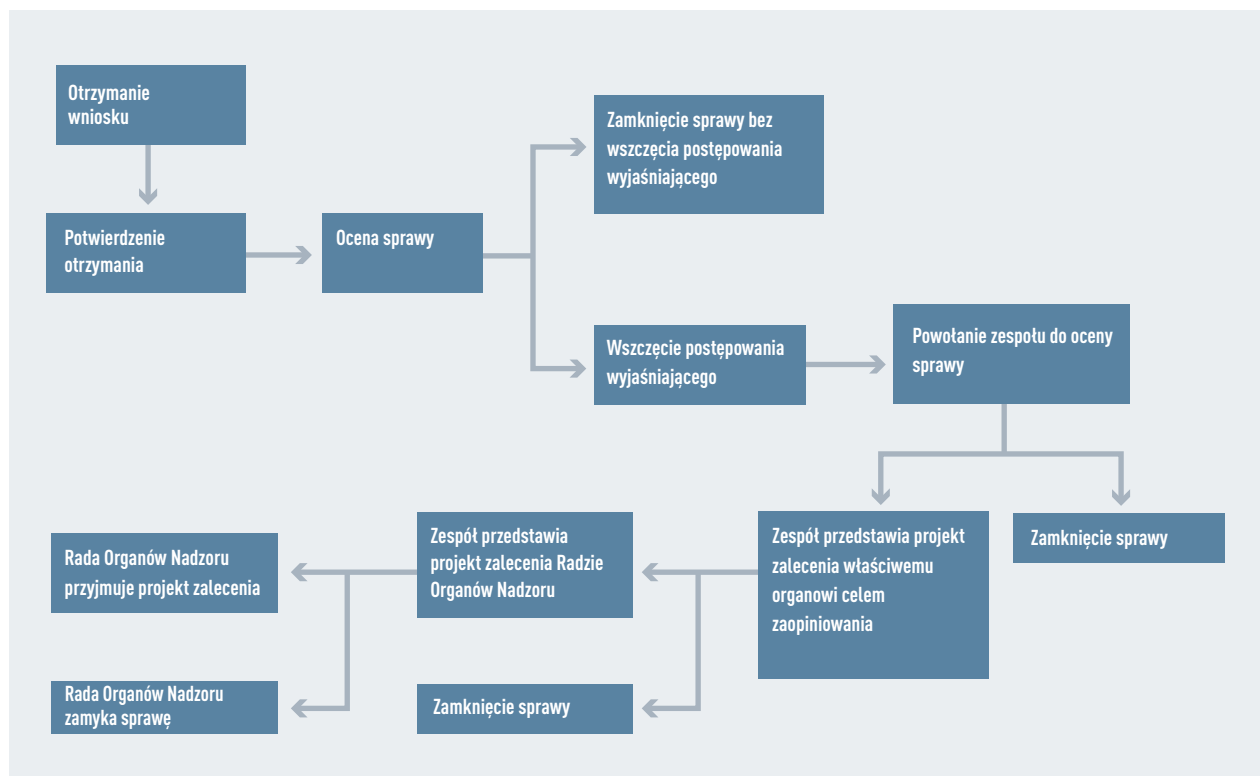 Otrzymanie
wniosku
Potwierdzenie
otrzymania
Ocena sprawy
Zamknięcie sprawy bez
wszczęcia postępowania
wyjaśniającego
Wszczęcie postępowania
wyjaśniającego
Powołanie zespołu do oceny
sprawy
Zamknięcie sprawy
Zespół przedstawia projekt
zalecenia właściwemu
organowi celem
zaopiniowania
Zespół przedstawia
projekt zalecenia Radzie
Organów Nadzoru
Zamknięcie sprawy
Rada Organów Nadzoru
przyjmuje projekt zalecenia
Rada Organów Nadzoru
zamyka sprawę